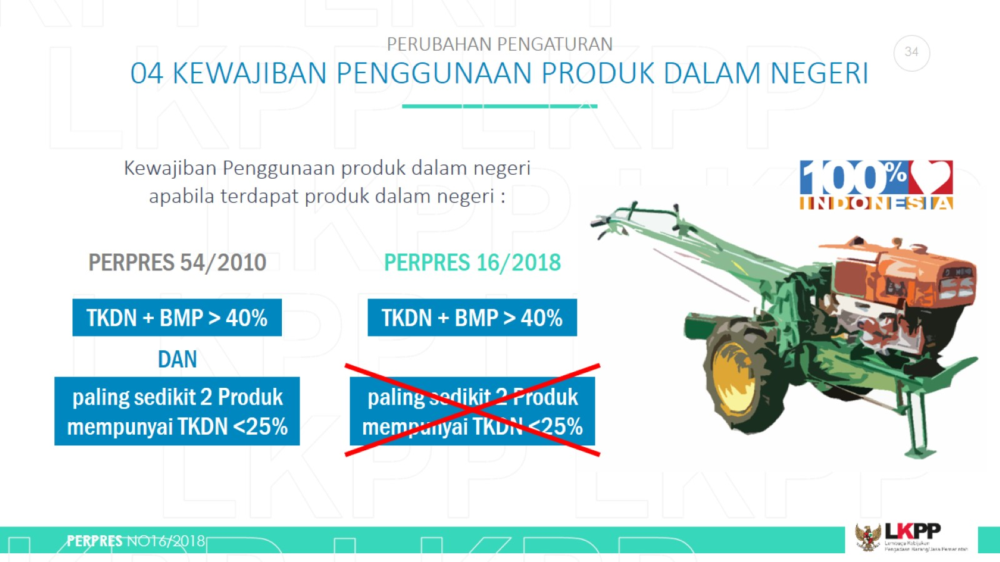 PERUBAHAN PENGATURAN
34
04 KEWAJIBAN PENGGUNAAN PRODUK DALAM NEGERI
Kewajiban Penggunaan produk dalam negeri
apabila terdapat produk dalam negeri :
100%
INDONESIA
PERPRES 54/2010
TKDN + BMP > 40%
DAN
paling sedikit 2 Produk
mempunyai TKDN <25%
PERPRES 16/2018
TKDN + BMP > 40%
paling sedikit 2 Produk
mempunyai TKDN <25%
PERPRES NO16/2018
LKPP
Lembaga Kebijakan
Pengadaan Barang/Jasa Pemerintah
LKPP